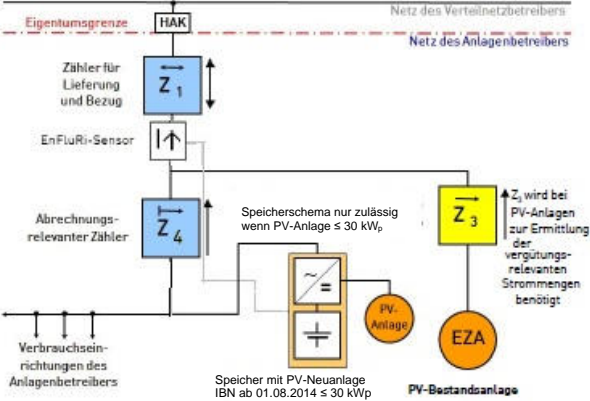 Netz des Verteilnetzbetreibers
Eigentumsgrenze
HAK
Netz des Anlagenbetreibers
Zähler für
Lieferung
und Bezug
Z 1
EnFluRi-Sensor
Abrechnungs-
relevanter Zähler
Z 4
Speicherschema nur zulässig
wenn PV-Anlage ≤ 30 kWp
Z 3
Z3 wird bei
PV-Anlagen
zur Ermittlung
der
vergütungs-
relevanten
Strommengen
benötigt
~
=
PV-
Anlage
EZA
Verbrauchsein-
richtungen des
Anlagenbetreibers
Speicher mit PV-Neuanlage
IBN ab 01.08.2014 ≤ 30 kWp
PV-Bestandsanlage